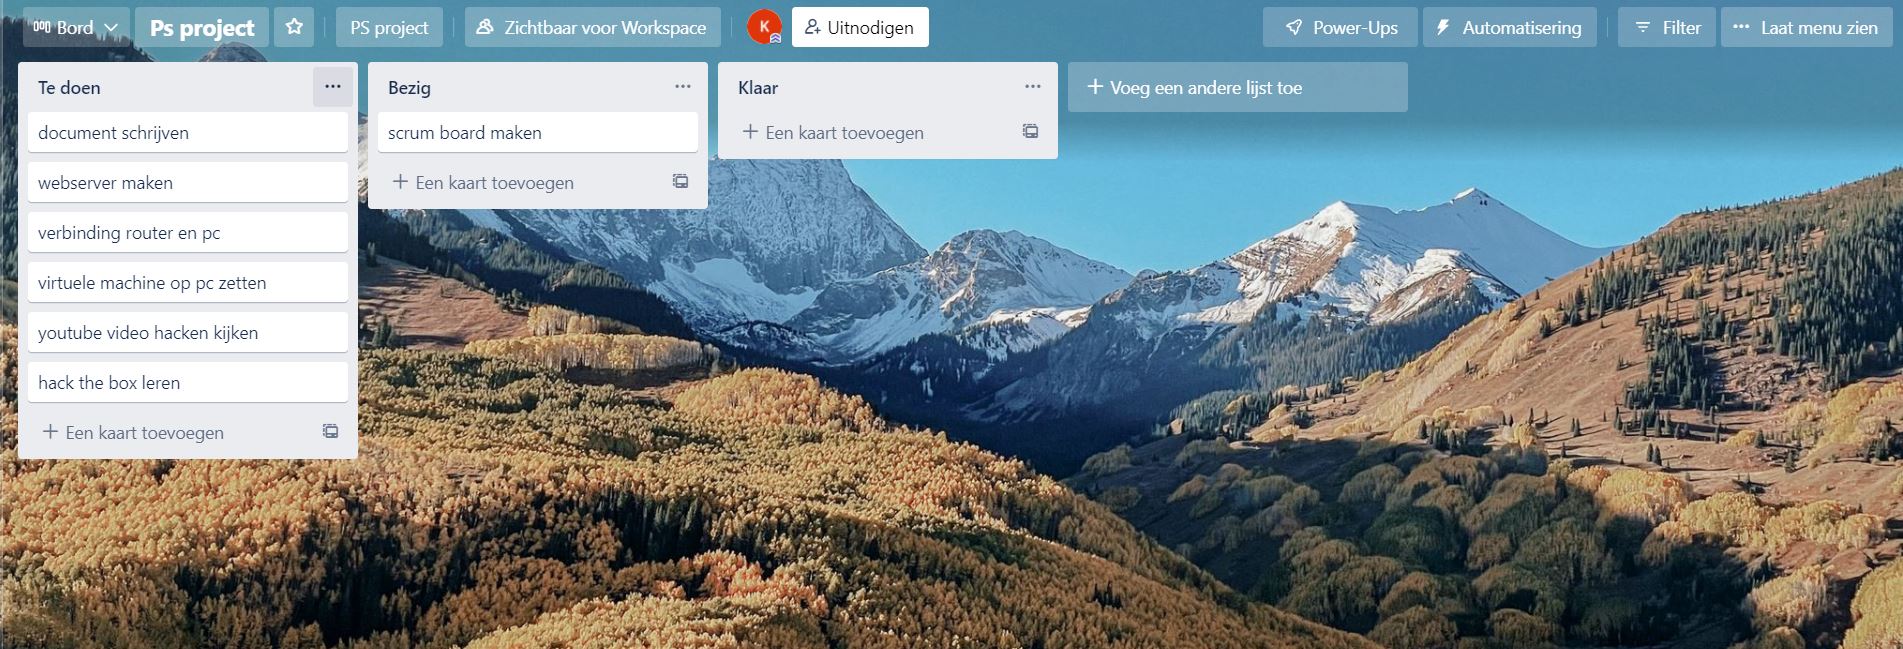 Bord
Ps project
PS project
Zichtbaar voor Workspace
K
Uitnodigen
Power-Ups
Automatisering
Filter
Laat menu zien
Te doen
document schrijven
webserver maken
verbinding router en pc
virtuele machine op pc zetten
youtube video hacken kijken
hack the box leren
+ Een kaart toevoegen
Bezig
scrum board maken
+ Een kaart toevoegen
Klaar
+ Een kaart toevoegen
+ Voeg een andere lijst toe